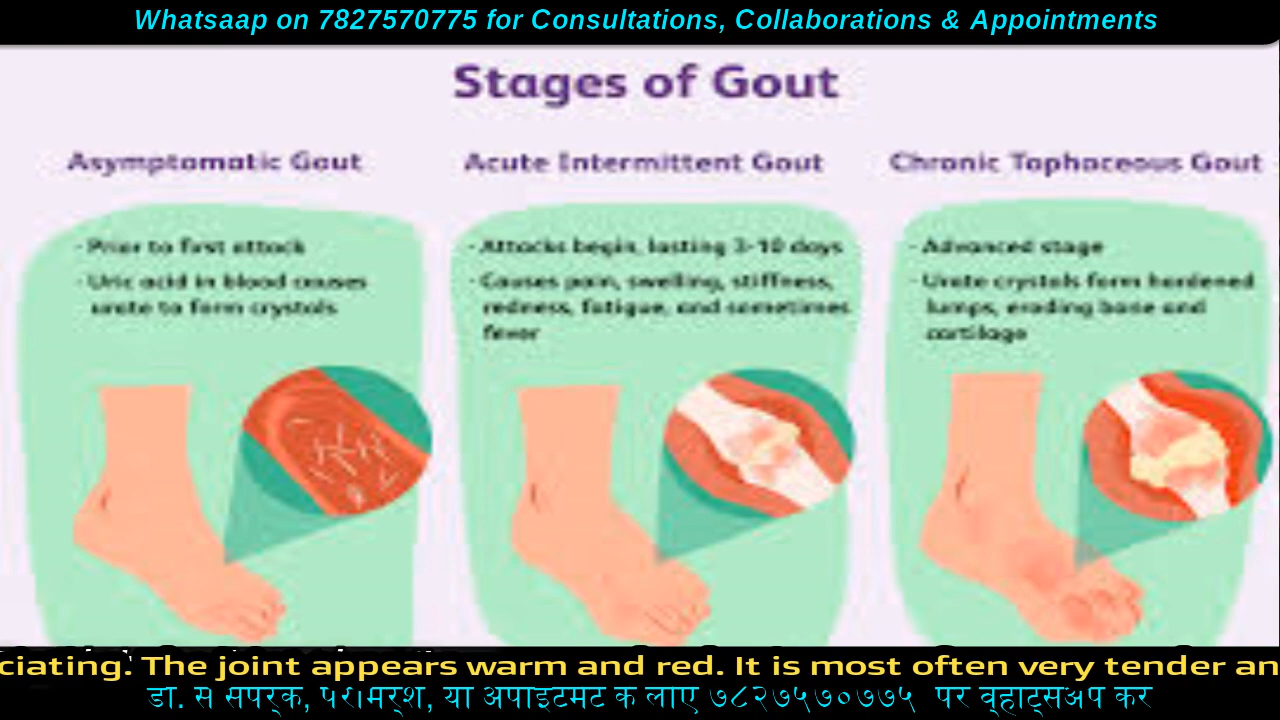 Whatsaap on 7827570775 for Consultations, Collaborations & Appointments
Stages of Gout
Asymptomatic Gout
- Prior to first attack
- Uric acid in blood causes
urate to form crystals
Acute Intermittent Gout
- Attacks begin, lasting 3-10 days
- Causes pain, swelling, stiffness,
redness, fatigue, and sometimes
fever
Chronic Tophaceous Gout
- Advanced stage
- Urate crystals form hardened
lumps, eroding bone and
cartilage
ciating. The joint appears warm and red. It is most often very tender an
डा. स सपर्क, परामर्श, या अपाइटमट क लाए ७८२७५७०७७५ पर व्हाट्सअप कर